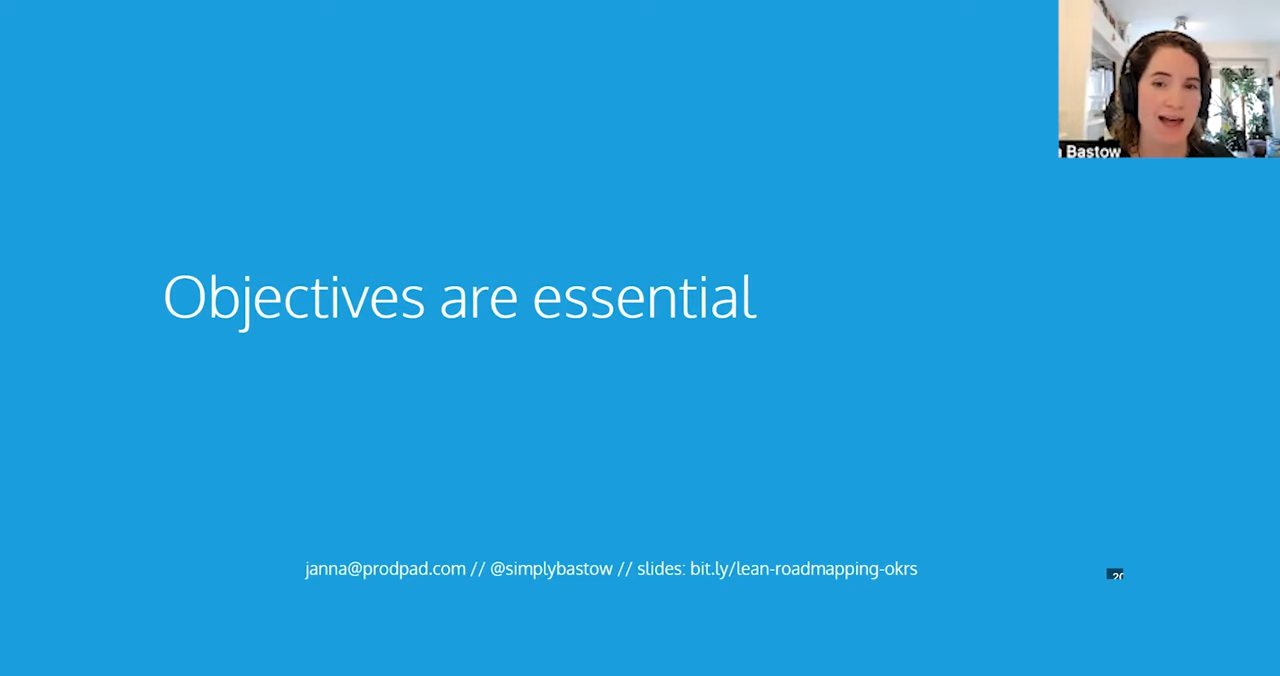 Bastow
Objectives are essential
janna@prodpad.com // @simplybastow // slides: bit.ly/lean-roadmapping-okrs